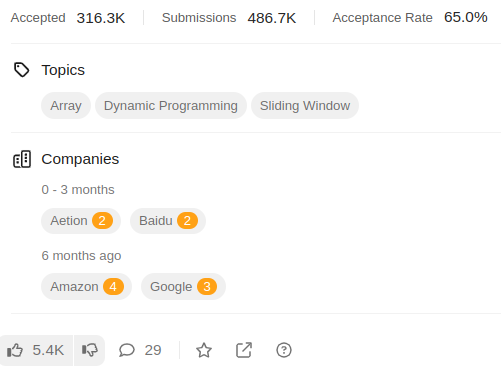 Accepted 316.3K Submissions 486.7K Acceptance Rate 65.0%
Topics
Array Dynamic Programming Sliding Window
Companies
0 - 3 months
Aetion 2 Baidu 2
6 months ago
Amazon 4 Google 3
5.4K 29 ?